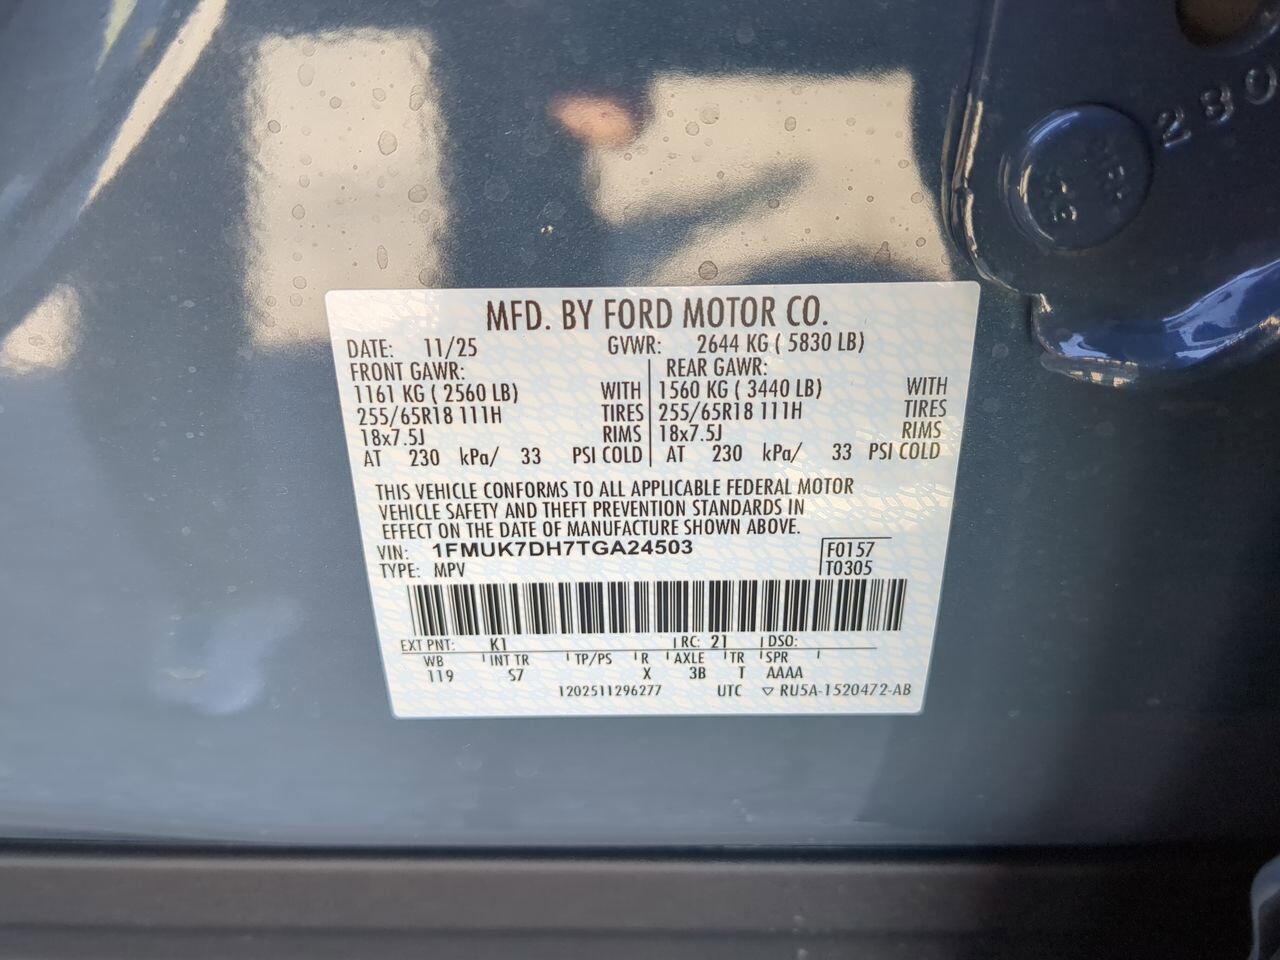 280
MFD. BY FORD MOTOR CO.
DATE: 11/25 GVWR: 2644 KG ( 5830 LB)
FRONT GAWR: REAR GAWR:
1161 KG ( 2560 LB) WITH 1560 KG ( 3440 LB) WITH
255/65R18 111H TIRES 255/65R18 111H TIRES
18x7.5J RIMS 18x7.5J RIMS
AT 230 kPa/ 33 PSI COLD AT 230 kPa/ 33 PSI COLD
THIS VEHICLE CONFORMS TO ALL APPLICABLE FEDERAL MOTOR
VEHICLE SAFETY AND THEFT PREVENTION STANDARDS IN
EFFECT ON THE DATE OF MANUFACTURE SHOWN ABOVE.
VIN: 1FMUK7DH7TGA24503 F0157
TYPE: MPV T0305
EXT PNT: K1 RC: 21 DSO:
WB INT TR TP/PS R AXLE TR SPR
119 S7 X 3B T AAAA
1202511296277 UTC ▽ RU5A-1520472-AB